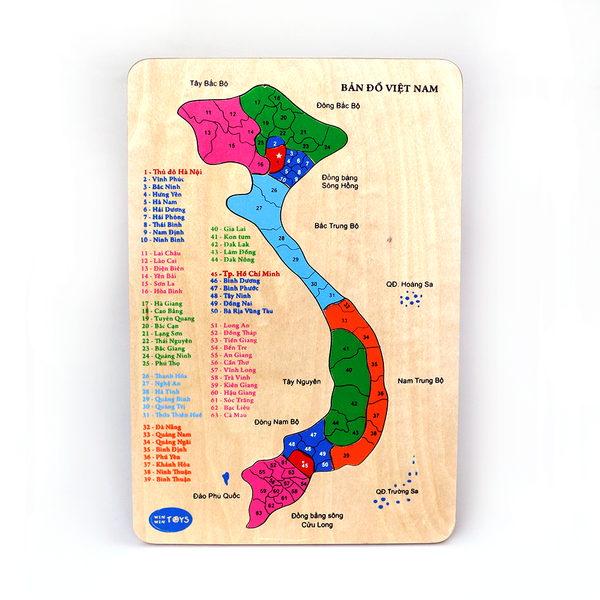 BẢN ĐỒ VIỆT NAM
Tây Bắc Bộ
Đông Bắc Bộ
Đồng bằng
Sông Hồng
Bắc Trung Bộ
QĐ. Hoàng Sa
Nam Trung Bộ
Tây Nguyên
Đông Nam Bộ
Đảo Phú Quốc
QĐ.Trường Sa
Đồng bằng sông
Cửu Long
1 - Thủ đô Hà Nội
2 - Vĩnh Phúc
3 - Bắc Ninh
4 - Hưng Yên
5 - Hà Nam
6 - Hải Dương
7 - Hải Phòng
8 - Thái Bình
9 - Nam Định
10 - Ninh Bình
11 - Lai Châu
12 - Lào Cai
13 - Điện Biên
14 - Yên Bái
15 - Sơn La
16 - Hòa Bình
17 - Hà Giang
18 - Cao Bằng
19 - Tuyên Quang
20 - Bắc Cạn
21 - Lạng Sơn
22 - Thái Nguyên
23 - Bắc Giang
24 - Quảng Ninh
25 - Phú Thọ
26 - Thanh Hóa
27 - Nghệ An
28 - Hà Tĩnh
29 - Quảng Bình
30 - Quảng Trị
31 - Thừa Thiên Huế
32 - Đà Nẵng
33 - Quảng Nam
34 - Quảng Ngãi
35 - Bình Định
36 - Phú Yên
37 - Khánh Hòa
38 - Ninh Thuận
39 - Bình Thuận
40 - Gia Lai
41 - Kon tum
42 - Dak Lak
43 - Lâm Đồng
44 - Dak Nông
45 - Tp. Hồ Chí Minh
46 - Bình Dương
47 - Bình Phước
48 - Tây Ninh
49 - Đồng Nai
50 - Bà Rịa Vũng Tàu
51 - Long An
52 - Đồng Tháp
53 - Tiền Giang
54 - Bến Tre
55 - An Giang
56 - Cần Thơ
57 - Vĩnh Long
58 - Trà Vinh
59 - Kiên Giang
60 - Hậu Giang
61 - Sóc Trăng
62 - Bạc Liêu
63 - Cà Mau
WIN WIN TOYS